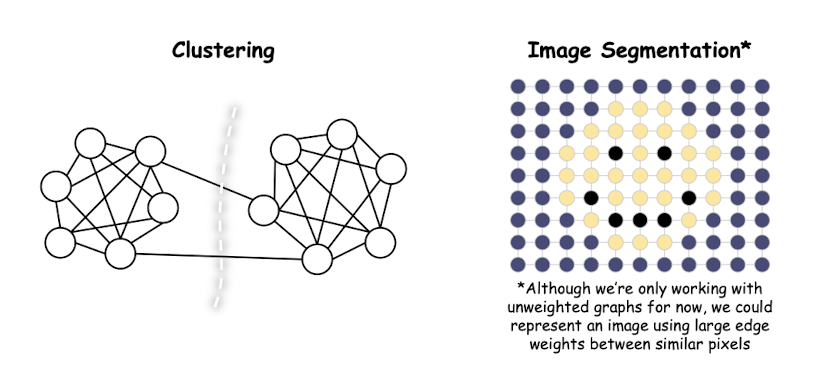 Clustering
Image Segmentation*
*Although we're only working with
unweighted graphs for now, we could
represent an image using large edge
weights between similar pixels